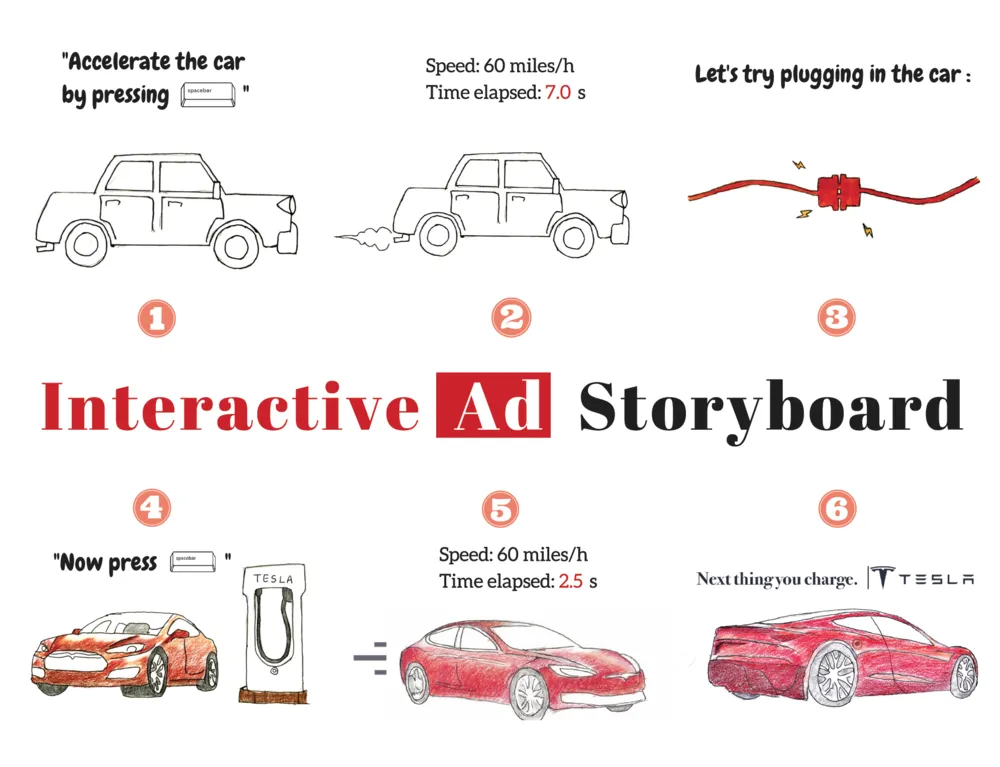 "Accelerate the car
by pressing spacebar "
Speed: 60 miles/h
Time elapsed: 7.0 s
Let's try plugging in the car :
1
2
3
Interactive Ad Storyboard
4
5
6
"Now press spacebar "
TESLA
Speed: 60 miles/h
Time elapsed: 2.5 s
Next thing you charge. | TESLA